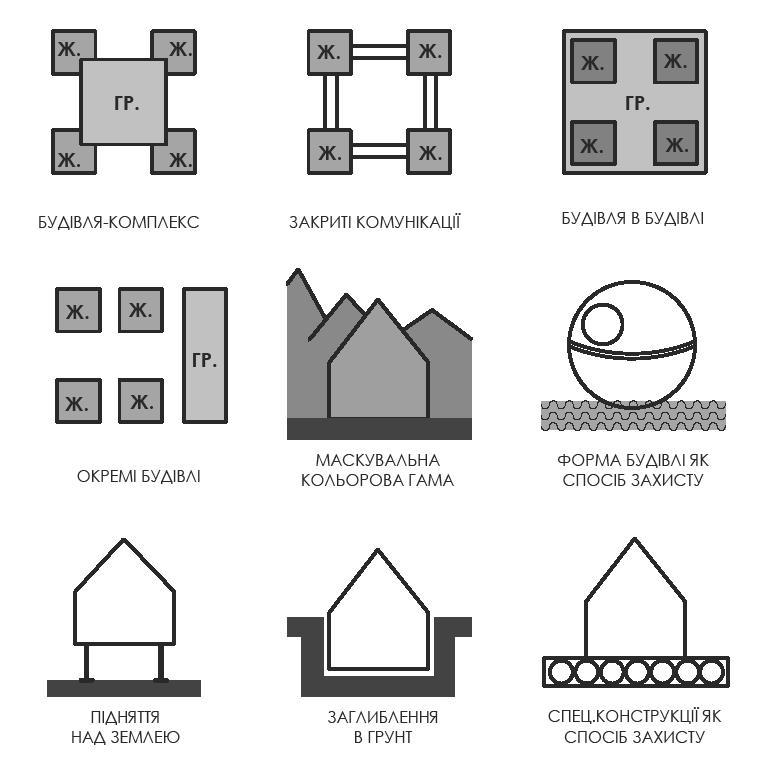 Ж. Ж.
ГР.
Ж. Ж.
БУДІВЛЯ-КОМПЛЕКС
Ж. Ж.
Ж. Ж.
ЗАКРИТІ КОМУНІКАЦІЇ
Ж. Ж.
ГР.
Ж. Ж.
БУДІВЛЯ В БУДІВЛІ
Ж. Ж.
ГР.
Ж. Ж.
ОКРЕМІ БУДІВЛІ
МАСКУВАЛЬНА
КОЛЬОРОВА ГАМА
ФОРМА БУДІВЛІ ЯК
СПОСІБ ЗАХИСТУ
ПІДНЯТТЯ
НАД ЗЕМЛЕЮ
ЗАГЛИБЛЕННЯ
В ГРУНТ
СПЕЦ.КОНСТРУКЦІЇ ЯК
СПОСІБ ЗАХИСТУ